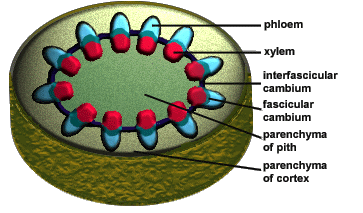 phloem
xylem
interfascicular
cambium
fascicular
cambium
parenchyma
of pith
parenchyma
of cortex